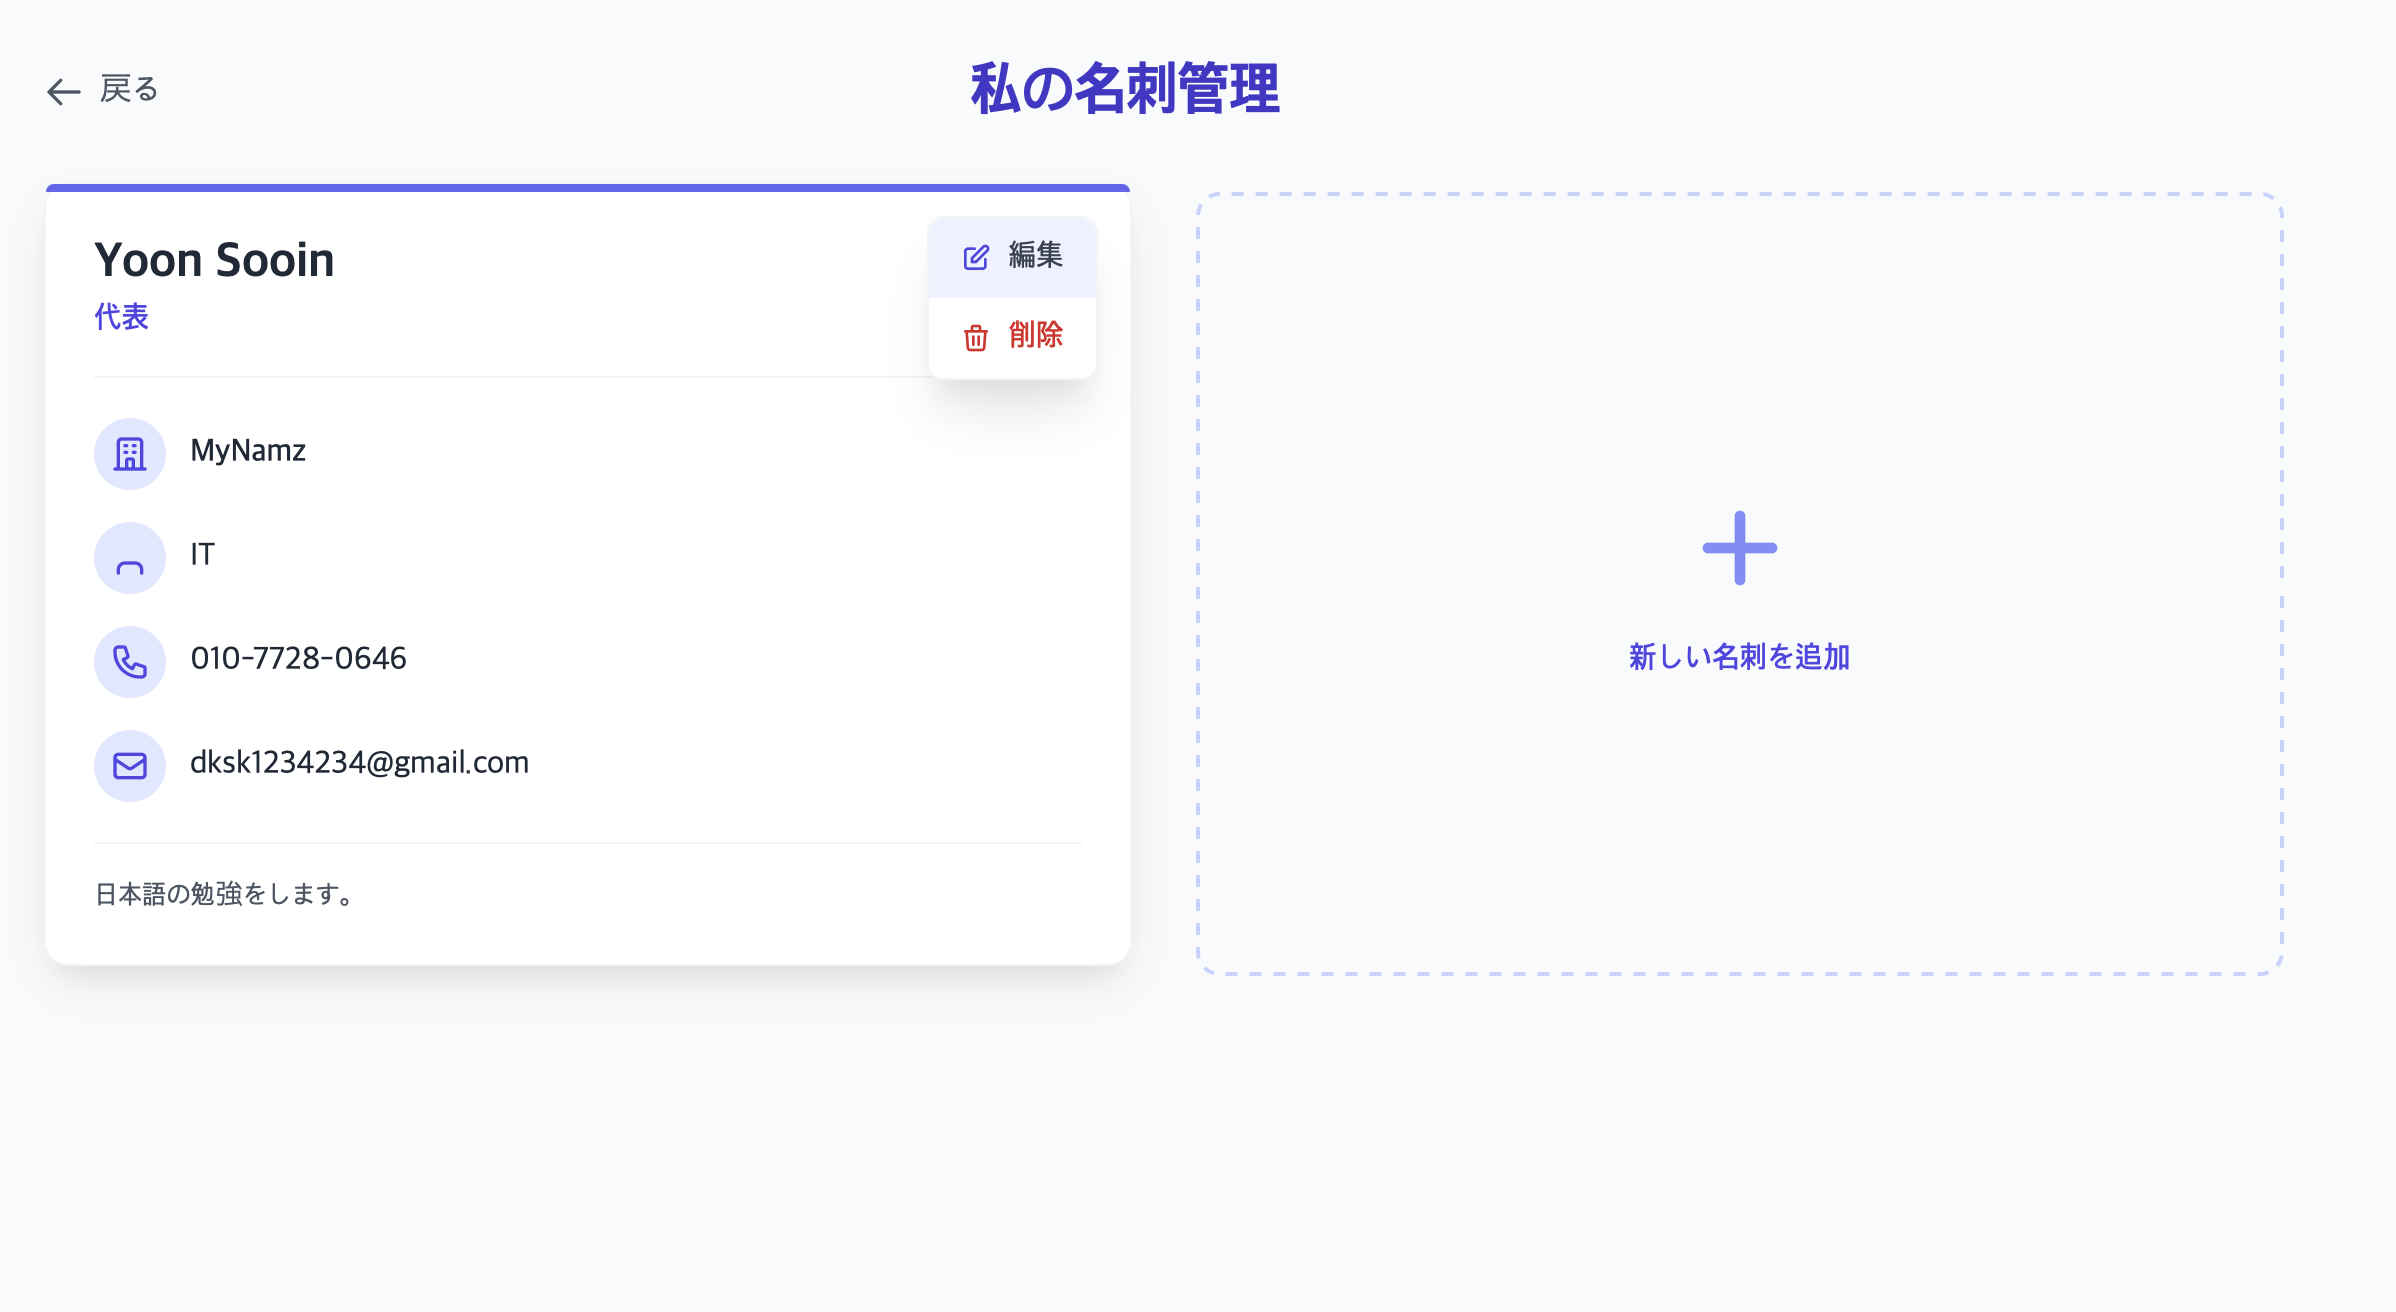 戻る
私の名刺管理
Yoon Sooin
代表
編集
削除
MyNamz
IT
010-7728-0646
dksk1234234@gmail.com
日本語の勉強をします。
新しい名刺を追加